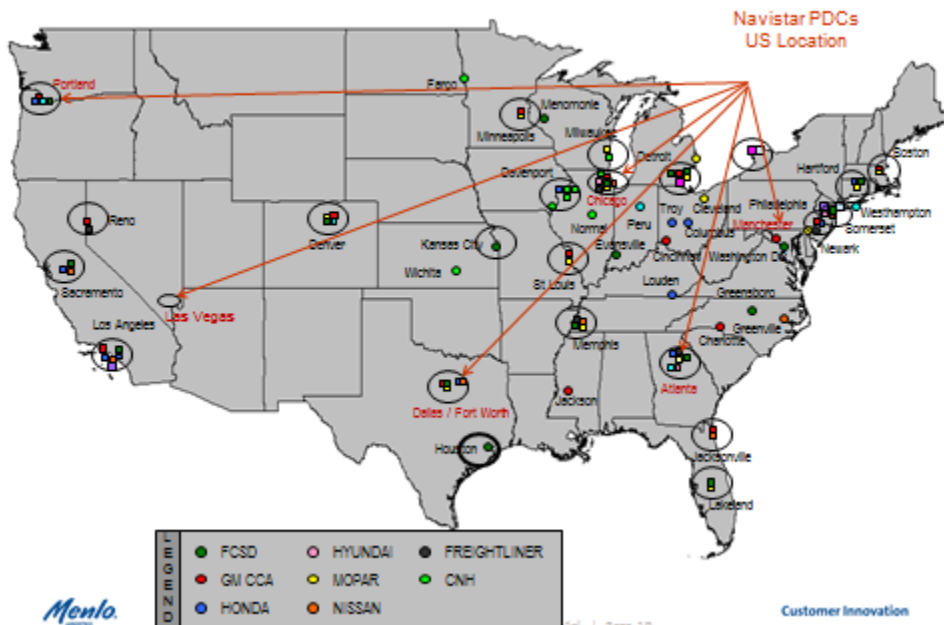 Navistar PDCs
US Location
Portland
Fargo
Menomonie
Minneapolis
Milwaukee
Detroit
Boston
Hartford
Davenport
Chicago
Reno
Denver
Kansas City
Normal
Peru
Troy
Cleveland
Philadelphia
Westhampton
Manchester
Somerset
Columbus
Newark
Evansville
Cincinnati
Washington DC
Wichita
St Louis
Sacramento
Louden
Greensboro
Las Vegas
Los Angeles
Memphis
Greenville
Charlotte
Jackson
Atlanta
Dallas / Fort Worth
Houston
Jacksonville
Lakeland
LEGEND
FCSD
HYUNDAI
FREIGHTLINER
GM CCA
MOPAR
CNH
HONDA
NISSAN
Menlo.
Customer Innovation